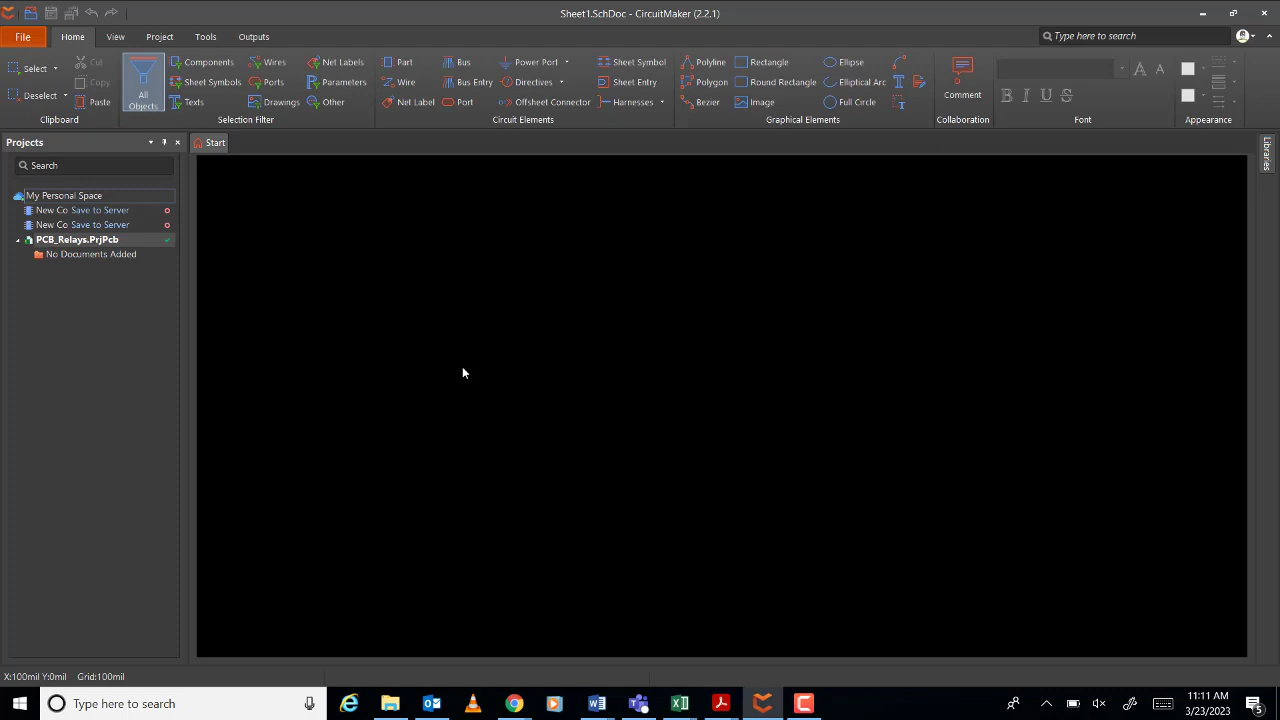 Sheet1.SchDoc - CircuitMaker (2.2.1)
File
Home
View
Project
Tools
Outputs
Type here to search
Select
Cut
Copy
Deselect
Paste
Clipboard
All
Objects
Components
Wires
Net Labels
Sheet Symbols
Ports
Parameters
Texts
Drawings
Other
Selection Filter
Part
Bus
Power Port
Sheet Symbol
Wire
Bus Entry
Directives
Sheet Entry
Net Label
Port
Offsheet Connector
Harnesses
Circuit Elements
Polyline
Rectangle
Ellipse
Polygon
Round Rectangle
Elliptical Arc
Bezier
Image
Full Circle
Graphical Elements
Comment
Collaboration
A A
B I U S
Font
Appearance
Projects
Start
Libraries
Search
My Personal Space
New Co Save to Server
New Co Save to Server
PCB_Relays.PrjPcb
No Documents Added
X:100mil Y:0mil Grid:100mil
Type here to search
11:11 AM
3/23/2023
5